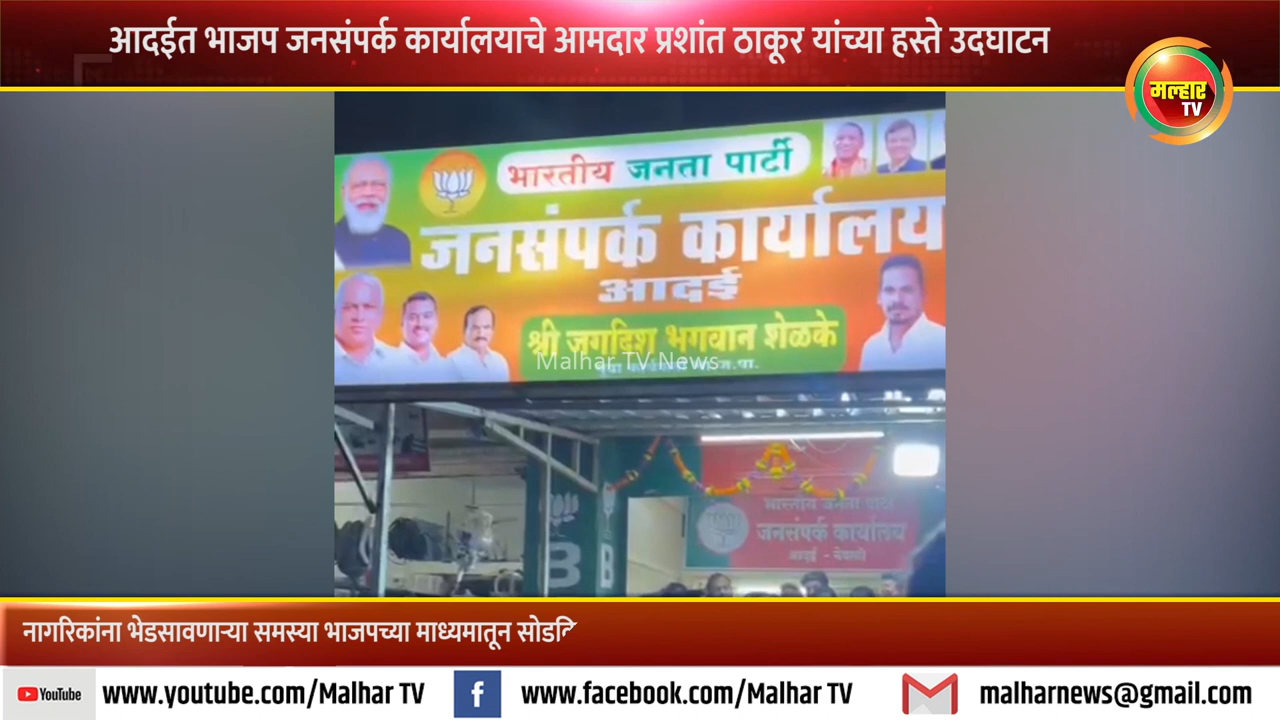 आदईत भाजप जनसंपर्क कार्यालयाचे आमदार प्रशांत ठाकूर यांच्या हस्ते उदघाटन
मल्हार
TV
भारतीय जनता पार्टी
जनसंपर्क कार्यालय
आदई
श्री जगदिश भगवान शेळके
Malhar TV News
भारतीय जनता पार्टी
जनसंपर्क कार्यालय
B
B
नागरिकांना भेडसावणाऱ्या समस्या भाजपच्या माध्यमातून
YouTube
www.youtube.com/Malhar TV
f
www.facebook.com/Malhar TV
malharnews@gmail.com